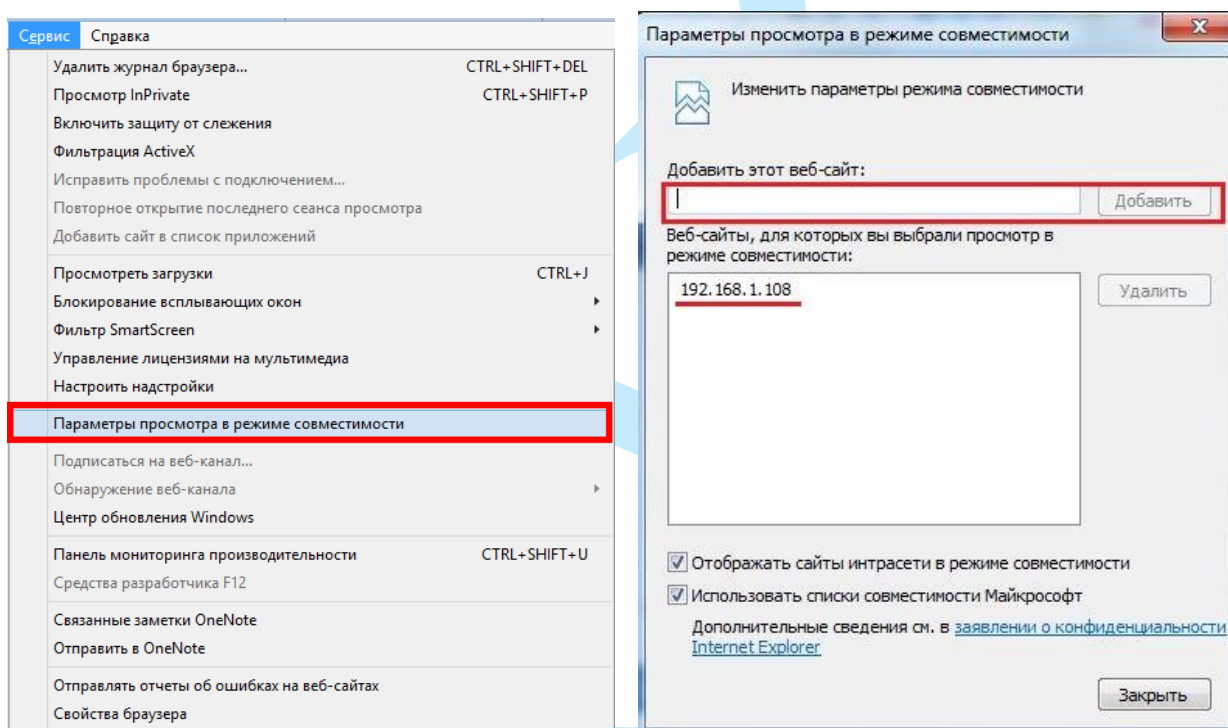 Сервис Справка
Удалить журнал браузера... CTRL+SHIFT+DEL
Просмотр InPrivate CTRL+SHIFT+P
Включить защиту от слежения
Фильтрация ActiveX
Исправить проблемы с подключением...
Повторное открытие последнего сеанса просмотра
Добавить сайт в список приложений
Просмотреть загрузки CTRL+J
Блокирование всплывающих окон
Фильтр SmartScreen
Управление лицензиями на мультимедиа
Настроить надстройки
Параметры просмотра в режиме совместимости
Подписаться на веб-канал...
Обнаружение веб-канала
Центр обновления Windows
Панель мониторинга производительности CTRL+SHIFT+U
Средства разработчика F12
Связанные заметки OneNote
Отправить в OneNote
Отправлять отчеты об ошибках на веб-сайтах
Свойства браузера
Параметры просмотра в режиме совместимости
Изменить параметры режима совместимости
Добавить этот веб-сайт:
Добавить
Веб-сайты, для которых вы выбрали просмотр в
режиме совместимости:
192.168.1.108
Удалить
Отображать сайты интрасети в режиме совместимости
Использовать списки совместимости Майкрософт
Дополнительные сведения см. в заявлении о конфиденциальности
Internet Explorer
Закрыть